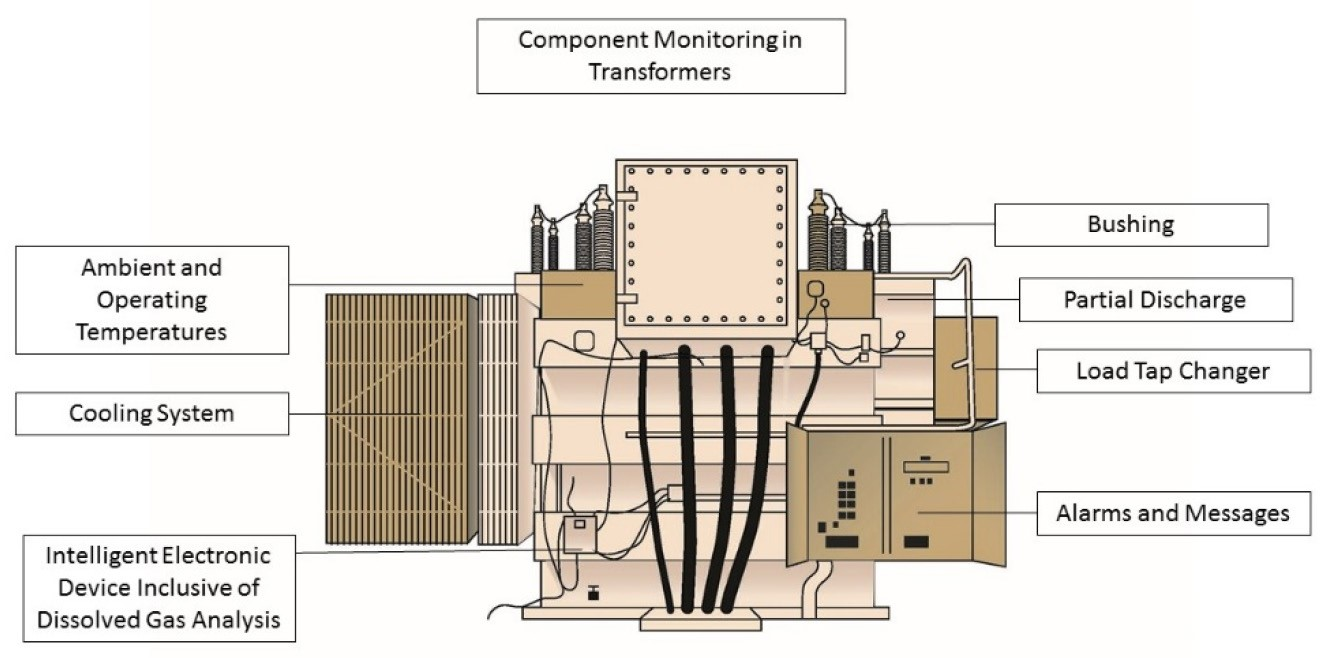 Component Monitoring in
Transformers
Ambient and
Operating
Temperatures
Cooling System
Intelligent Electronic
Device Inclusive of
Dissolved Gas Analysis
Bushing
Partial Discharge
Load Tap Changer
Alarms and Messages